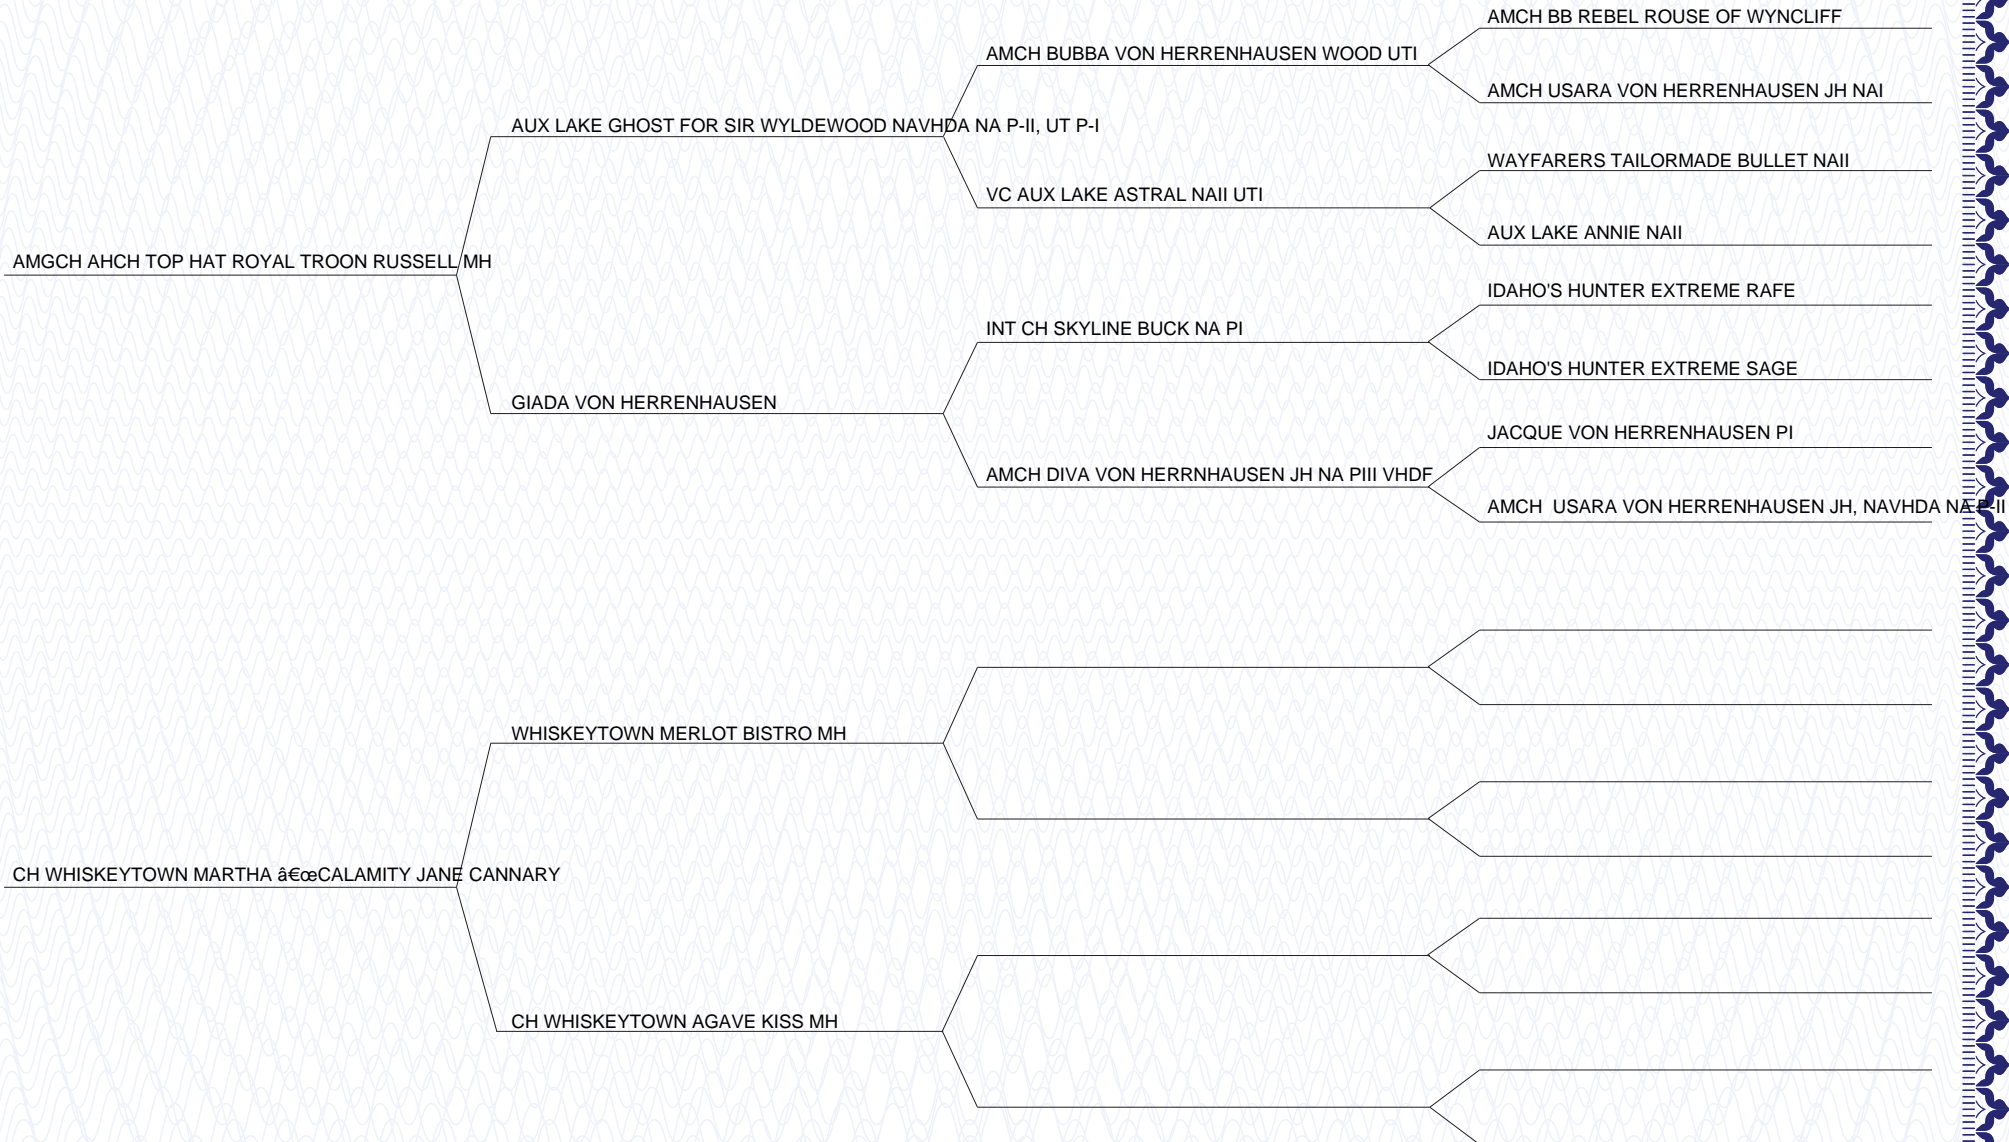 AMCH BB REBEL ROUSE OF WYNCLIFF
AMCH BUBBA VON HERRENHAUSEN WOOD UTI
AMCH USARA VON HERRENHAUSEN JH NAI
AUX LAKE GHOST FOR SIR WYLDEWOOD NAVHDA NA P-II, UT P-I
WAYFARERS TAILORMADE BULLET NAII
VC AUX LAKE ASTRAL NAII UTI
AUX LAKE ANNIE NAII
AMGCH AHCH TOP HAT ROYAL TROON RUSSELL MH
IDAHO'S HUNTER EXTREME RAFE
INT CH SKYLINE BUCK NA PI
IDAHO'S HUNTER EXTREME SAGE
GIADA VON HERRENHAUSEN
JACQUE VON HERRENHAUSEN PI
AMCH DIVA VON HERRNHAUSEN JH NA PIII VHDF
AMCH  USARA VON HERRENHAUSEN JH, NAVHDA NA P-II
WHISKEYTOWN MERLOT BISTRO MH
CH WHISKEYTOWN MARTHA â€œCALAMITY JANE CANNARY
CH WHISKEYTOWN AGAVE KISS MH